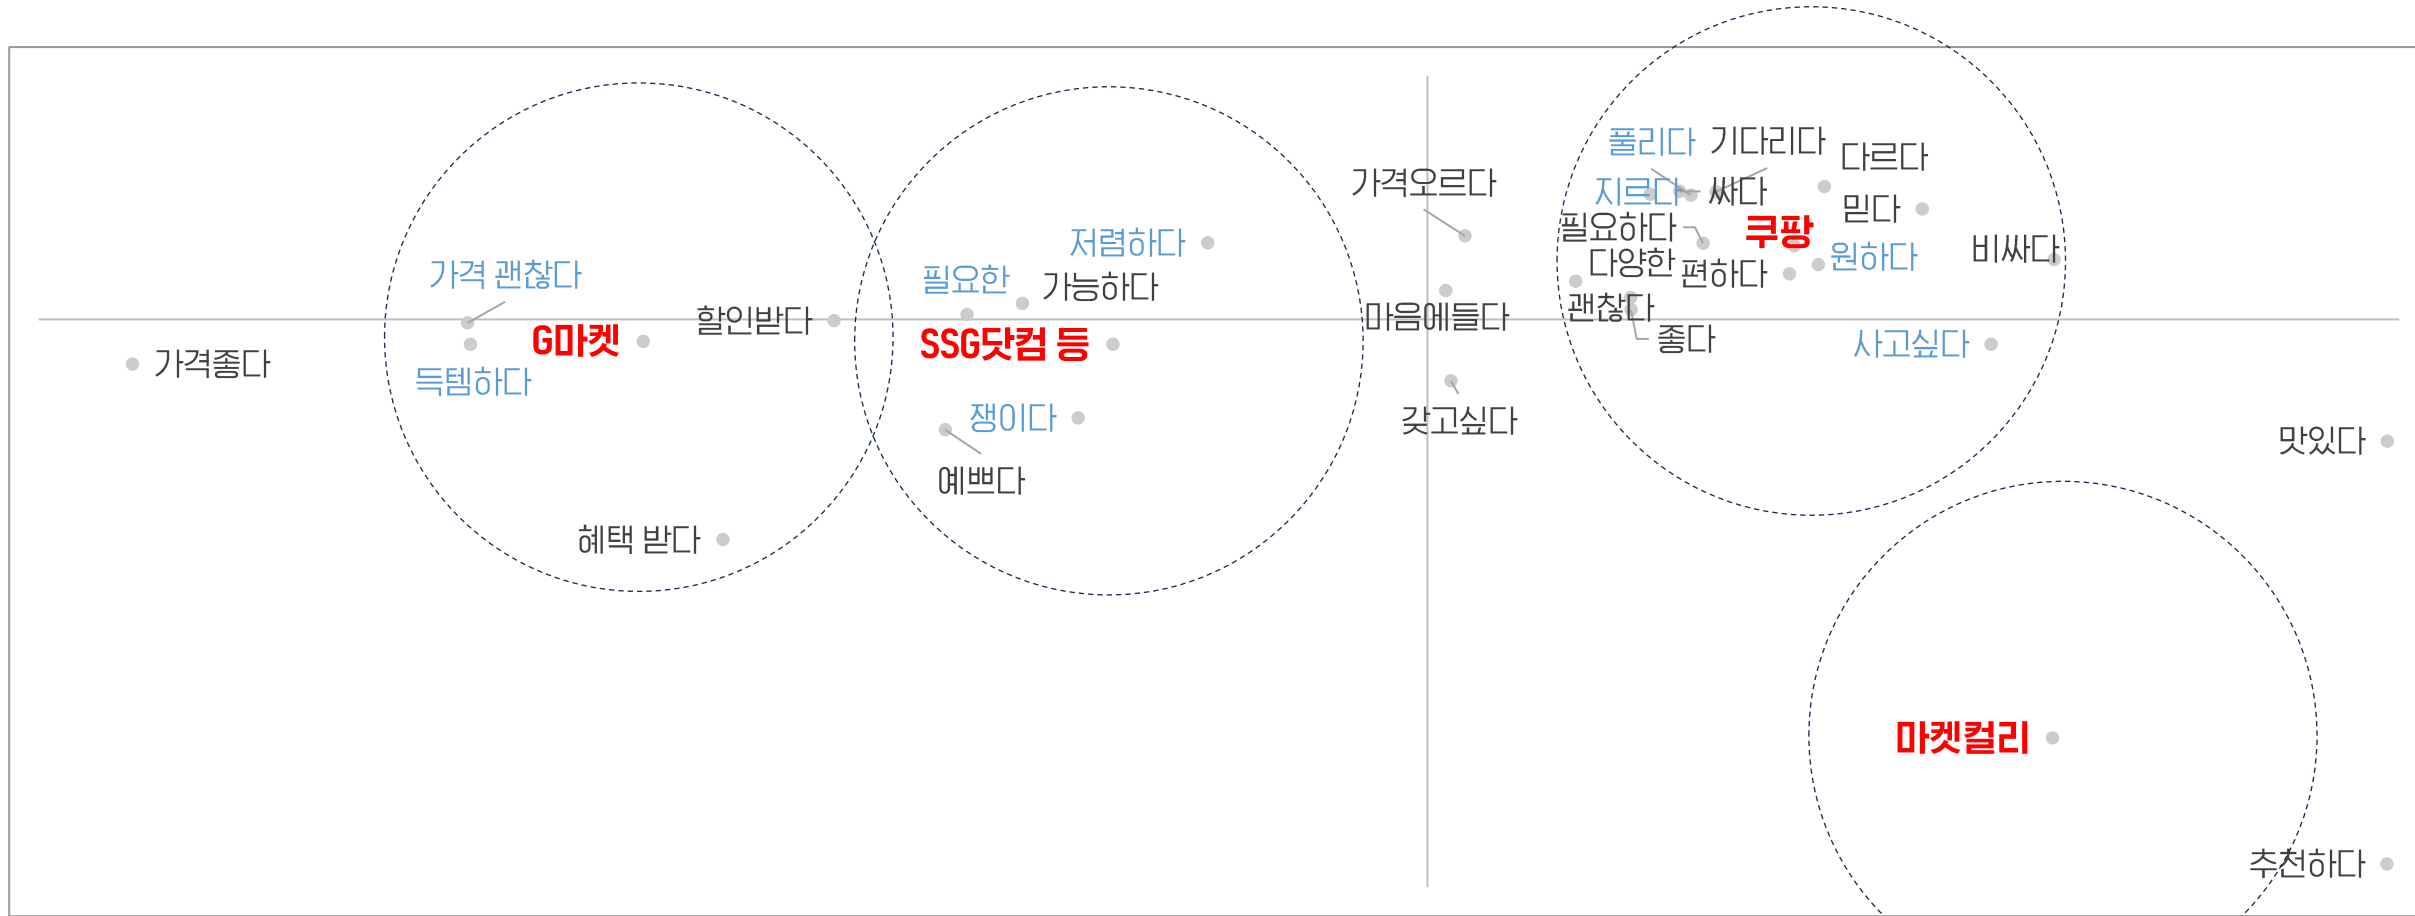 가격좋다
가격 괜찮다
G마켓
득템하다
할인받다
혜택 받다
저렴하다
필요한
가능하다
SSG닷컴 등
쟁이다
예쁘다
가격오르다
마음에들다
갖고싶다
풀리다
기다리다
다르다
지르다
싸다
믿다
필요하다
쿠팡
다양한
편하다
원하다
비싸다
괜찮다
좋다
사고싶다
맛있다
마켓컬리
추천하다